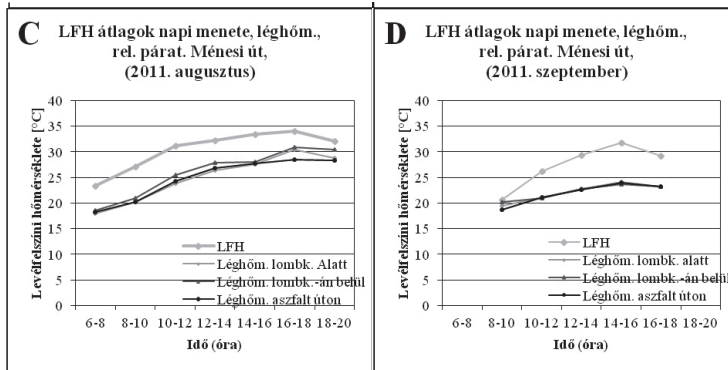 C
LFH átlagok napi menete, léghőm.,
rel. párat. Ménesi út,
(2011. augusztus)
Levélfelszíni hőmérséklete [°C]
40
35
30
25
20
15
10
5
0
LFH
Léghőm. lombk. Alatt
Léghőm. lombk.-án belül
Léghőm. aszfalt úton
6-8 8-10 10-12 12-14 14-16 16-18 18-20
Idő (óra)
D
LFH átlagok napi menete, léghőm.,
rel. párat. Ménesi út,
(2011. szeptember)
Levélfelszíni hőmérséklete [°C]
40
35
30
25
20
15
10
5
0
LFH
Léghőm. lombk. alatt
Léghőm. lombk.-án belül
Léghőm. aszfalt úton
6-8 8-10 10-12 12-14 14-16 16-18 18-20
Idő (óra)